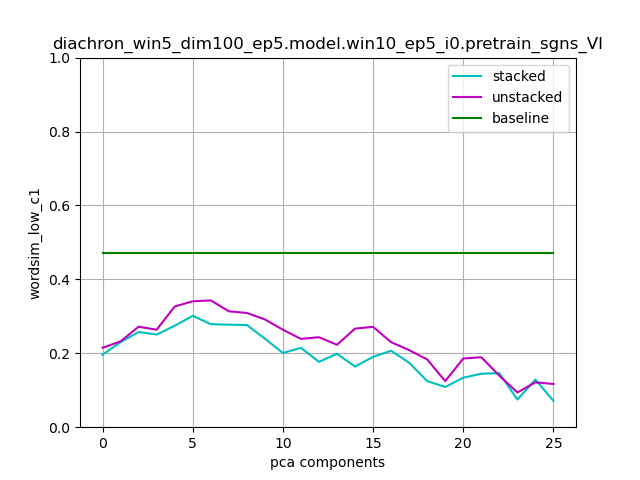 diachron_win5_dim100_ep5.model.win10_ep5_i0.pretrain_sgns_VI
1.0
0.8
0.6
0.4
0.2
0.0
wordsim_low_c1
stacked
unstacked
baseline
0 5 10 15 20 25
pca components